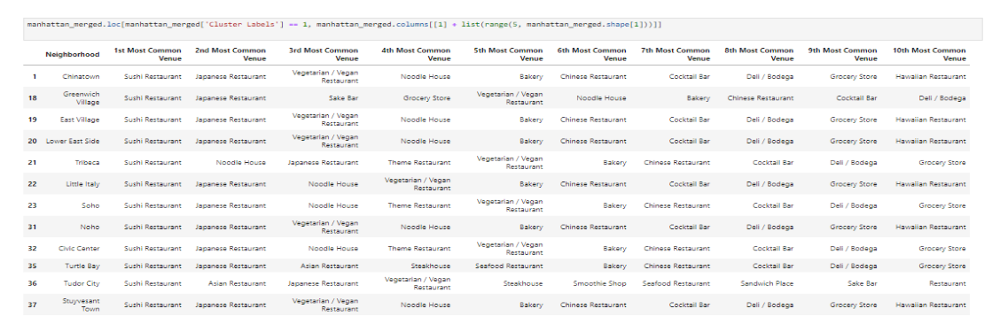 manhattan_merged.loc[manhattan_merged['Cluster Labels'] == 1, manhattan_merged.columns[[1] + list(range(5, manhattan_merged.shape[1]))]]
Neighborhood 1st Most Common Venue 2nd Most Common Venue 3rd Most Common Venue 4th Most Common Venue 5th Most Common Venue 6th Most Common Venue 7th Most Common Venue 8th Most Common Venue 9th Most Common Venue 10th Most Common Venue
1 Chinatown Sushi Restaurant Japanese Restaurant Vegetarian / Vegan Restaurant Noodle House Bakery Chinese Restaurant Cocktail Bar Deli / Bodega Grocery Store Hawaiian Restaurant
18 Greenwich Village Sushi Restaurant Japanese Restaurant Sake Bar Grocery Store Vegetarian / Vegan Restaurant Noodle House Bakery Chinese Restaurant Cocktail Bar Deli / Bodega
19 East Village Sushi Restaurant Japanese Restaurant Vegetarian / Vegan Restaurant Noodle House Bakery Chinese Restaurant Cocktail Bar Deli / Bodega Grocery Store Hawaiian Restaurant
20 Lower East Side Sushi Restaurant Japanese Restaurant Vegetarian / Vegan Restaurant Noodle House Bakery Chinese Restaurant Cocktail Bar Deli / Bodega Grocery Store Hawaiian Restaurant
21 Tribeca Sushi Restaurant Noodle House Japanese Restaurant Theme Restaurant Vegetarian / Vegan Restaurant Bakery Chinese Restaurant Cocktail Bar Deli / Bodega Grocery Store
22 Little Italy Sushi Restaurant Japanese Restaurant Noodle House Vegetarian / Vegan Restaurant Bakery Chinese Restaurant Cocktail Bar Deli / Bodega Grocery Store Hawaiian Restaurant
23 Soho Sushi Restaurant Japanese Restaurant Noodle House Theme Restaurant Vegetarian / Vegan Restaurant Bakery Chinese Restaurant Cocktail Bar Deli / Bodega Grocery Store
31 Noho Sushi Restaurant Japanese Restaurant Vegetarian / Vegan Restaurant Noodle House Bakery Chinese Restaurant Cocktail Bar Deli / Bodega Grocery Store Hawaiian Restaurant
32 Civic Center Sushi Restaurant Japanese Restaurant Noodle House Theme Restaurant Vegetarian / Vegan Restaurant Bakery Chinese Restaurant Cocktail Bar Deli / Bodega Grocery Store
35 Turtle Bay Sushi Restaurant Japanese Restaurant Asian Restaurant Steakhouse Seafood Restaurant Bakery Chinese Restaurant Cocktail Bar Deli / Bodega Grocery Store
36 Tudor City Sushi Restaurant Asian Restaurant Japanese Restaurant Vegetarian / Vegan Restaurant Steakhouse Smoothie Shop Seafood Restaurant Sandwich Place Sake Bar Restaurant
37 Stuyvesant Town Sushi Restaurant Japanese Restaurant Vegetarian / Vegan Restaurant Noodle House Bakery Chinese Restaurant Cocktail Bar Deli / Bodega Grocery Store Hawaiian Restaurant